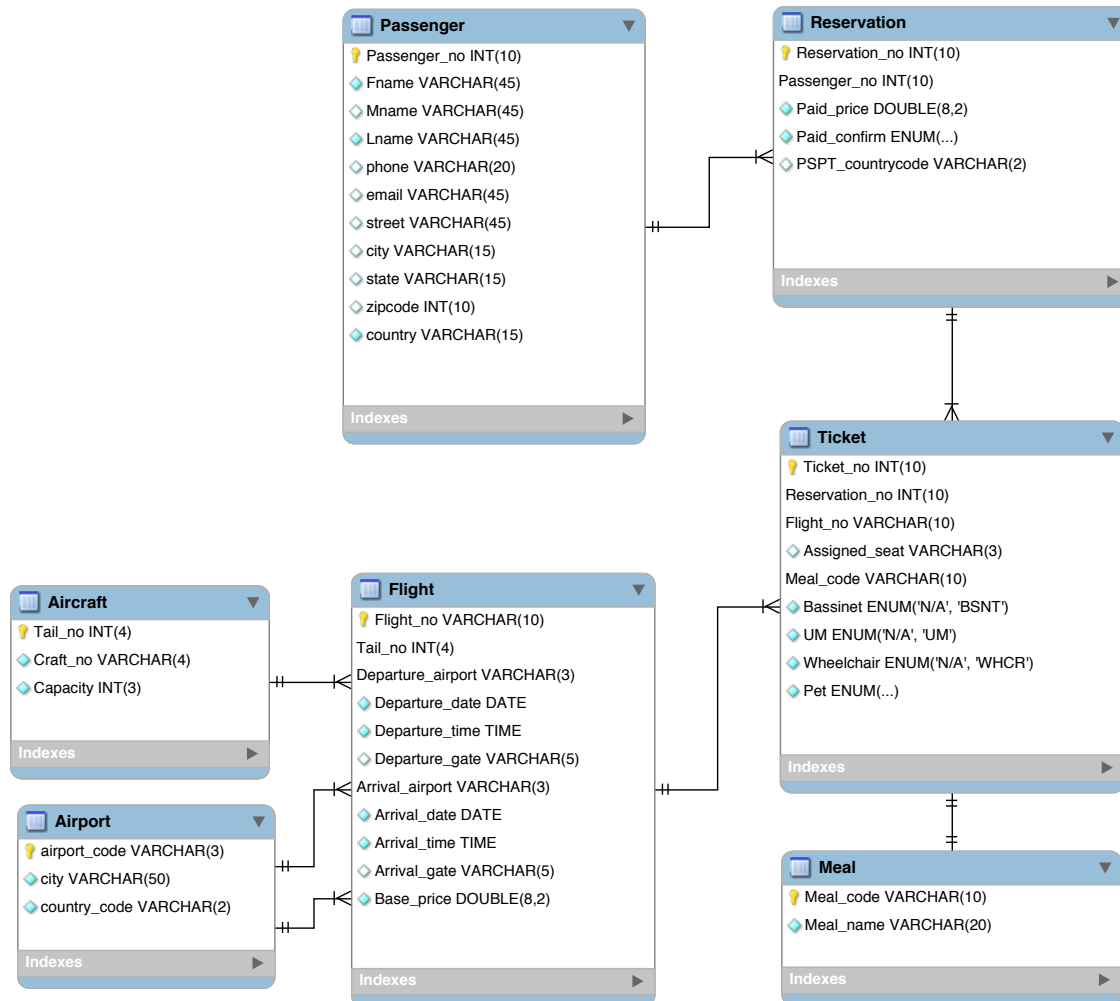 Passenger
Passenger_no INT(10)
Fname VARCHAR(45)
Mname VARCHAR(45)
Lname VARCHAR(45)
phone VARCHAR(20)
email VARCHAR(45)
street VARCHAR(45)
city VARCHAR(15)
state VARCHAR(15)
zipcode INT(10)
country VARCHAR(15)
Indexes
Reservation
Reservation_no INT(10)
Passenger_no INT(10)
Paid_price DOUBLE(8,2)
Paid_confirm ENUM(...)
PSPT_countrycode VARCHAR(2)
Indexes
Ticket
Ticket_no INT(10)
Reservation_no INT(10)
Flight_no VARCHAR(10)
Assigned_seat VARCHAR(3)
Meal_code VARCHAR(10)
Bassinet ENUM('N/A', 'BSNT')
UM ENUM('N/A', 'UM')
Wheelchair ENUM('N/A', 'WHCR')
Pet ENUM(...)
Indexes
Aircraft
Tail_no INT(4)
Craft_no VARCHAR(4)
Capacity INT(3)
Indexes
Flight
Flight_no VARCHAR(10)
Tail_no INT(4)
Departure_airport VARCHAR(3)
Departure_date DATE
Departure_time TIME
Departure_gate VARCHAR(5)
Arrival_airport VARCHAR(3)
Arrival_date DATE
Arrival_time TIME
Arrival_gate VARCHAR(5)
Base_price DOUBLE(8,2)
Indexes
Airport
airport_code VARCHAR(3)
city VARCHAR(50)
country_code VARCHAR(2)
Indexes
Meal
Meal_code VARCHAR(10)
Meal_name VARCHAR(20)
Indexes